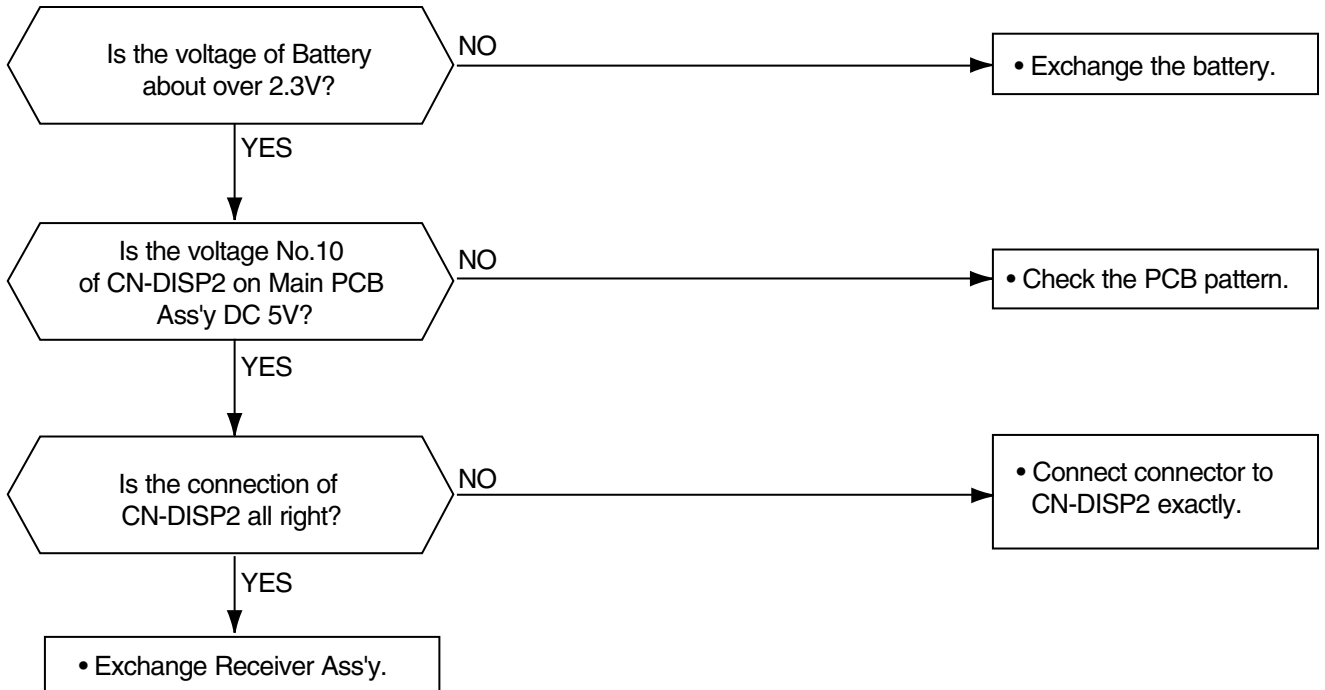 Is the voltage of Battery
about over 2.3V?
NO
• Exchange the battery.
YES
Is the voltage No.10
of CN-DISP2 on Main PCB
Ass'y DC 5V?
NO
• Check the PCB pattern.
YES
Is the connection of
CN-DISP2 all right?
NO
• Connect connector to
CN-DISP2 exactly.
YES
• Exchange Receiver Ass'y.